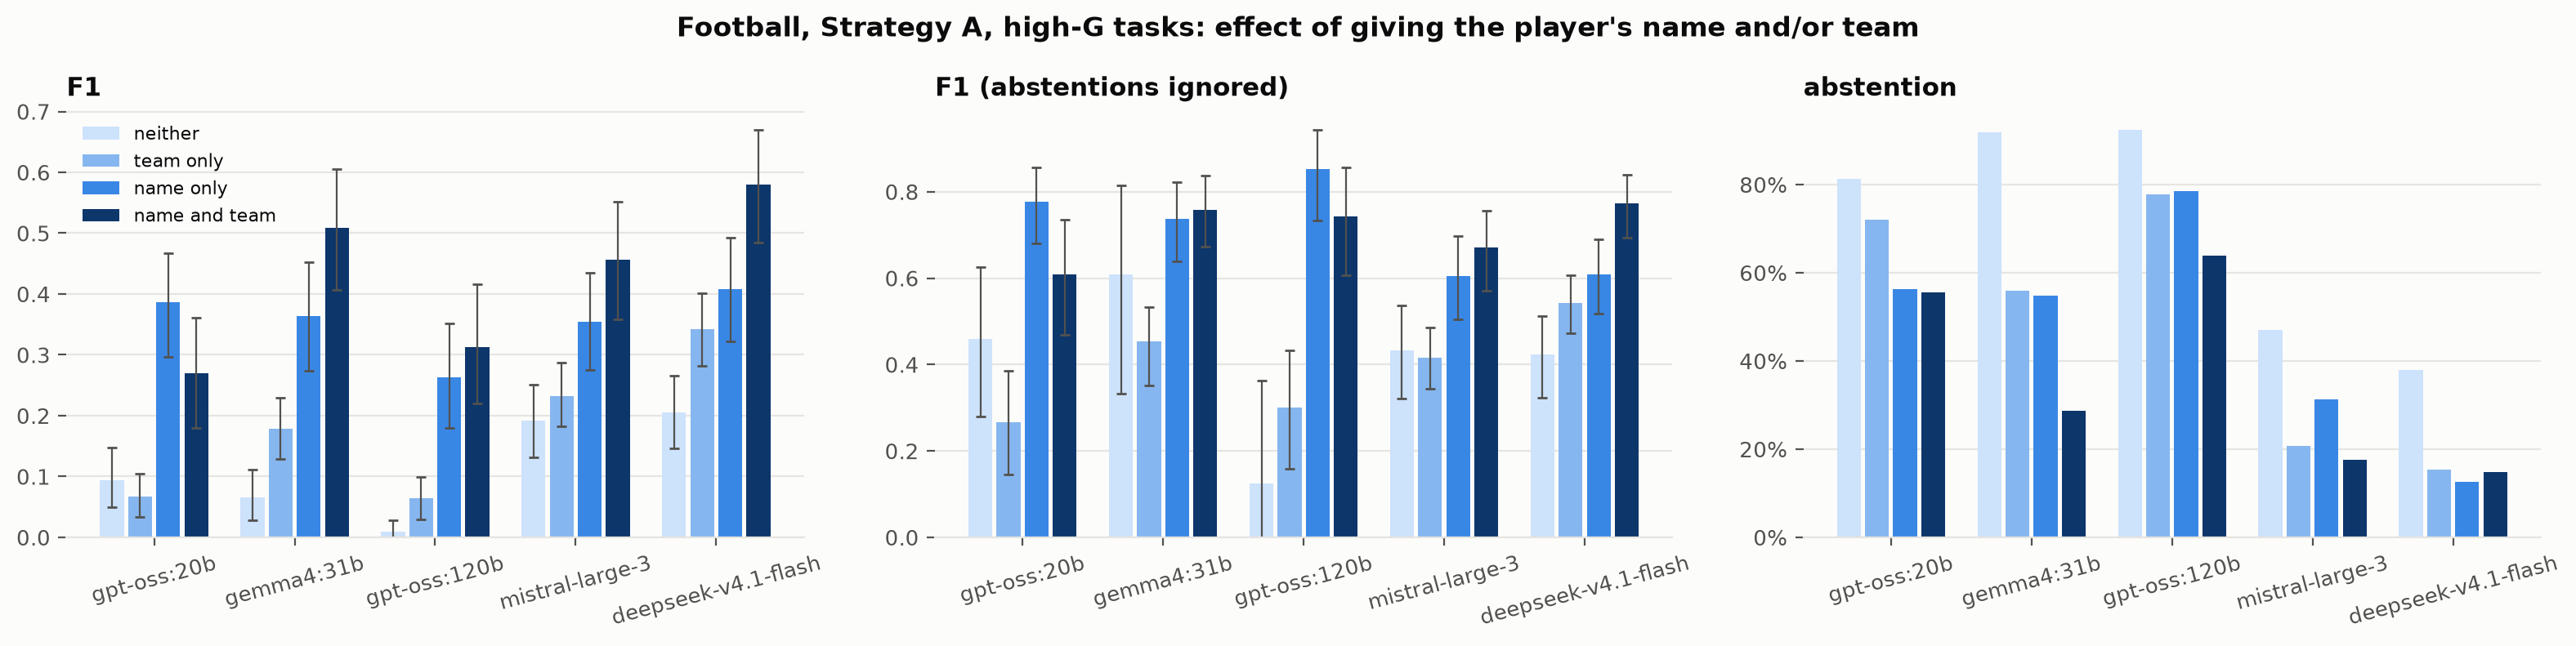 Football, Strategy A, high-G tasks: effect of giving the player's name and/or team
F1
0.7
0.6
0.5
0.4
0.3
0.2
0.1
0.0
neither
team only
name only
name and team
gpt-oss:20b
gemma4:31b
gpt-oss:120b
mistral-large-3
deepseek-v4.1-flash
F1 (abstentions ignored)
0.8
0.6
0.4
0.2
0.0
gpt-oss:20b
gemma4:31b
gpt-oss:120b
mistral-large-3
deepseek-v4.1-flash
abstention
80%
60%
40%
20%
0%
gpt-oss:20b
gemma4:31b
gpt-oss:120b
mistral-large-3
deepseek-v4.1-flash